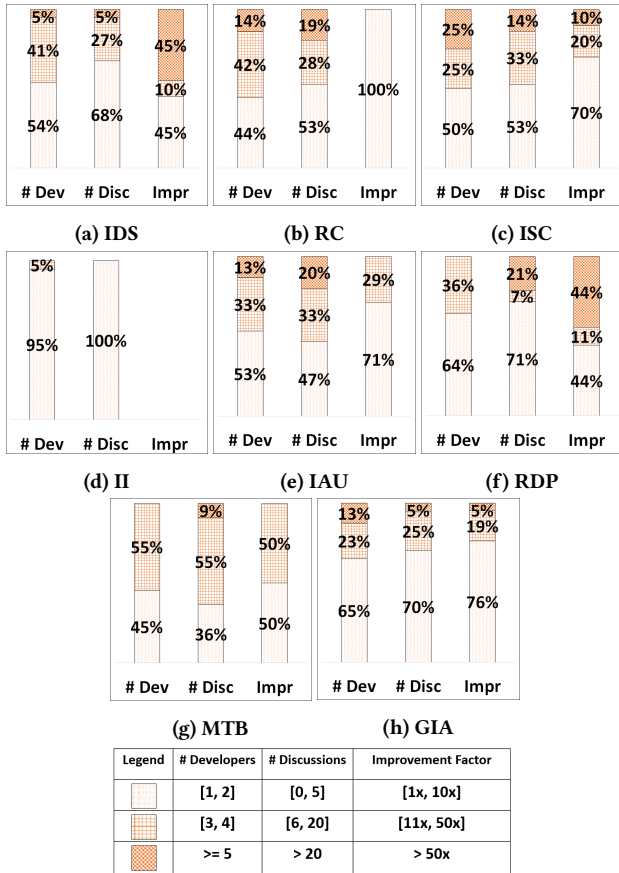 5% 5% 45%
41% 27% 10%
54% 68% 45%
# Dev # Disc Impr
(a) IDS
14% 19% 100%
42% 28%
44% 53%
# Dev # Disc Impr
(b) RC
25% 14% 10%
25% 33% 20%
50% 53% 70%
# Dev # Disc Impr
(c) ISC
5%
95% 100%
# Dev # Disc Impr
(d) II
13% 20% 29%
33% 33%
53% 47% 71%
# Dev # Disc Impr
(e) IAU
36% 21% 44%
7% 11%
64% 71% 44%
# Dev # Disc Impr
(f) RDP
9%
55% 55% 50%
45% 36% 50%
# Dev # Disc Impr
(g) MTB
13% 5% 5%
23% 25% 19%
65% 70% 76%
# Dev # Disc Impr
(h) GIA
Legend # Developers # Discussions Improvement Factor
[1, 2] [0, 5] [1x, 10x]
[3, 4] [6, 20] [11x, 50x]
>= 5 > 20 > 50x